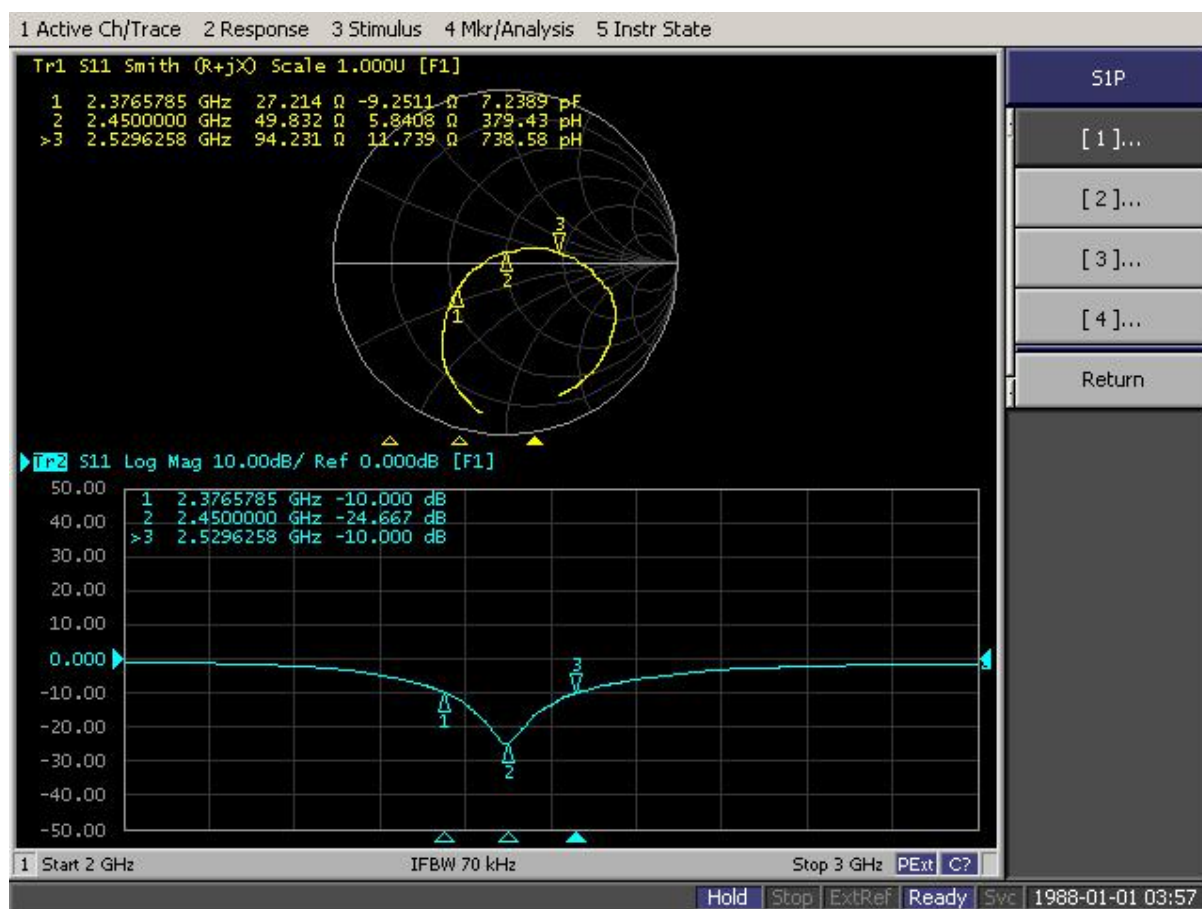 1 Active Ch/Trace 2 Response 3 Stimulus 4 Mkr/Analysis 5 Instr State
Tr1 S11 Smith (R+jX) Scale 1.000U [F1]
1 2.3765785 GHz 27.214 Ω -9.2511 Ω 7.2389 pF
2 2.4500000 GHz 49.832 Ω 5.8408 Ω 379.43 pH
>3 2.5296258 GHz 94.231 Ω 11.739 Ω 738.58 pH
3
2
1
Tr2 S11 Log Mag 10.00dB/ Ref 0.000dB [F1]
50.00
40.00
30.00
20.00
10.00
0.000
-10.00
-20.00
-30.00
-40.00
-50.00
1 2.3765785 GHz -10.000 dB
2 2.4500000 GHz -24.667 dB
>3 2.5296258 GHz -10.000 dB
3
1
2
1 Start 2 GHz IFBW 70 kHz Stop 3 GHz PExt C?
S1P
[ 1 ]...
[ 2 ]...
[ 3 ]...
[ 4 ]...
Return
Hold Stop ExtRef Ready Svc 1988-01-01 03:57